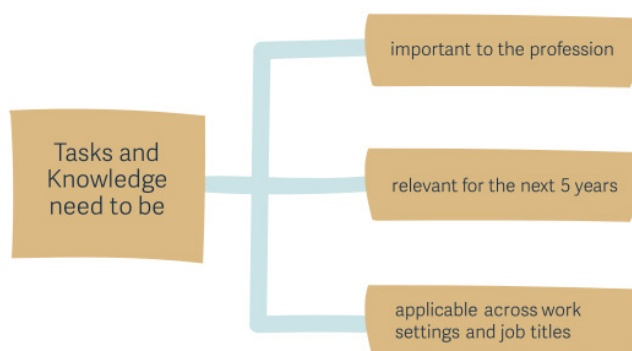 Tasks and
Knowledge
need to be
important to the profession
relevant for the next 5 years
applicable across work
settings and job titles